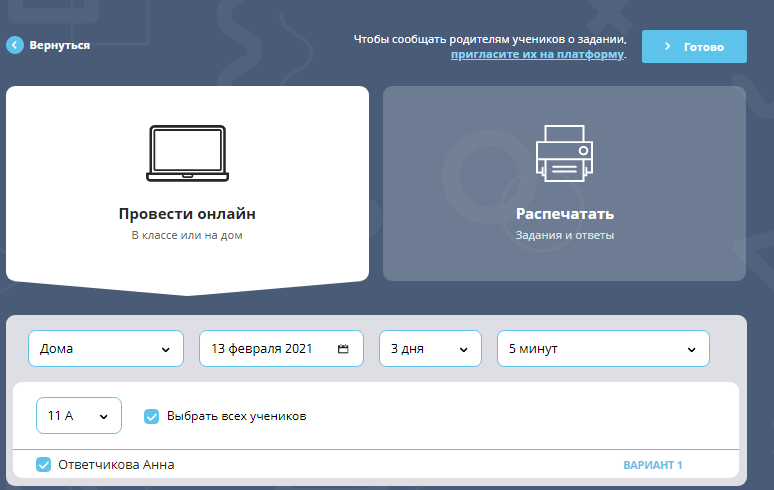 Вернуться
Чтобы сообщать родителям учеников о задании,
пригласите их на платформу.
Готово
Провести онлайн
В классе или на дом
Распечатать
Задания и ответы
Дома
13 февраля 2021
3 дня
5 минут
11 А
Выбрать всех учеников
Ответчикова Анна
ВАРИАНТ 1